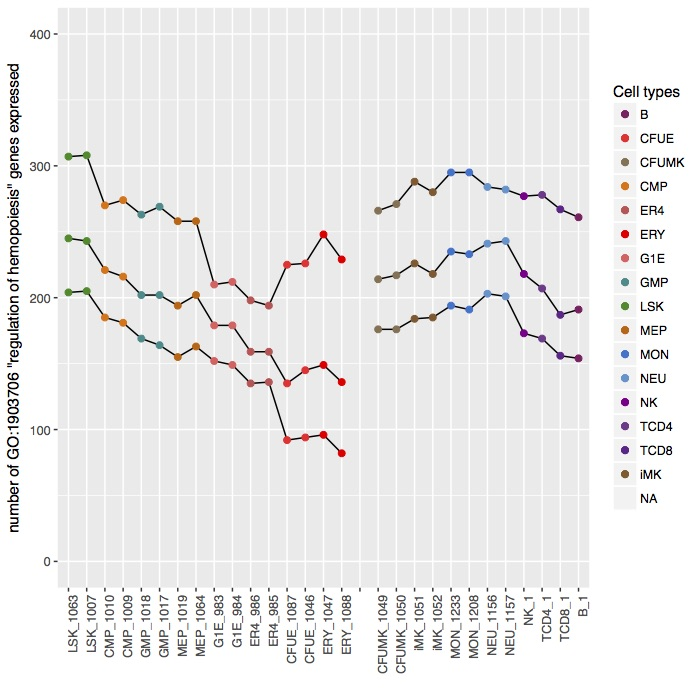 number of GO:1903706 "regulation of hemopoiesis" genes expressed
400
300
200
100
0
LSK_1063
LSK_1007
CMP_1010
CMP_1009
GMP_1018
GMP_1017
MEP_1019
MEP_1064
G1E_983
G1E_984
ER4_986
ER4_985
CFUE_1087
CFUE_1046
ERY_1047
ERY_1088
CFUMK_1049
CFUMK_1050
iMK_1051
iMK_1052
MON_1233
MON_1208
NEU_1156
NEU_1157
NK_1
TCD4_1
TCD8_1
B_1
Cell types
B
CFUE
CFUMK
CMP
ER4
ERY
G1E
GMP
LSK
MEP
MON
NEU
NK
TCD4
TCD8
iMK
NA